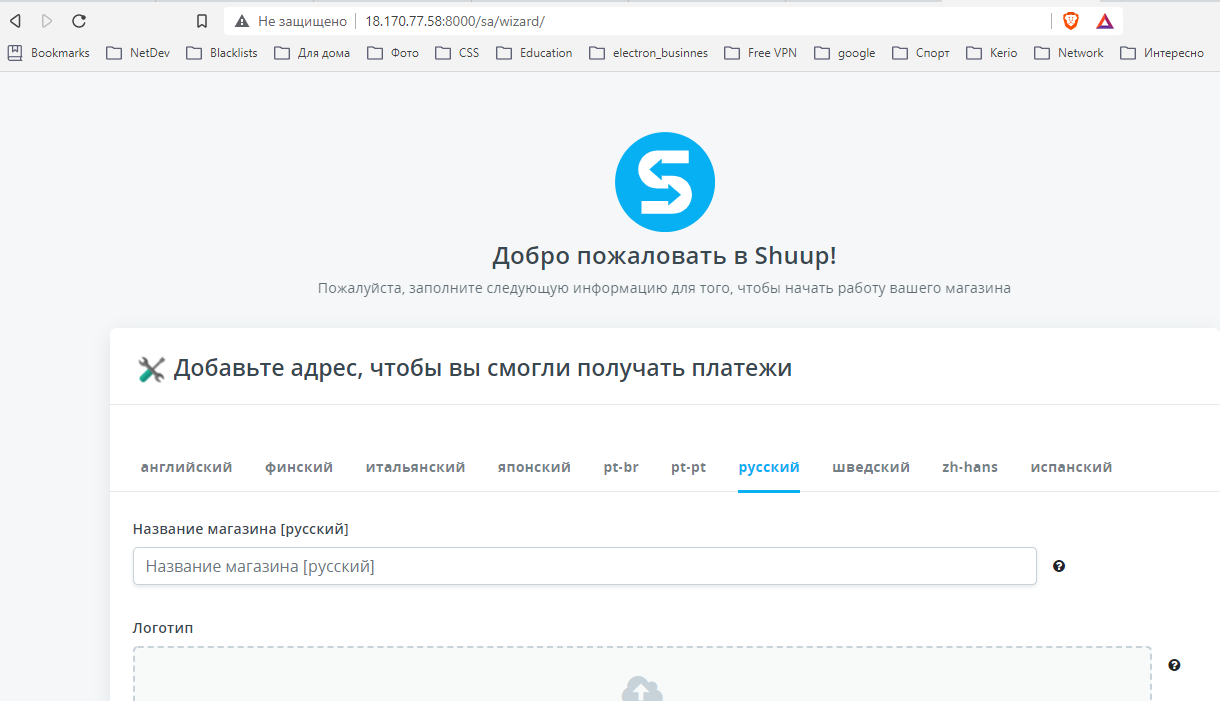 Не защищено 18.170.77.58:8000/sa/wizard/
Bookmarks NetDev Blacklists Для дома Фото CSS Education electron_businnes Free VPN google Спорт Kerio Network Интересно
Добро пожаловать в Shuup!
Пожалуйста, заполните следующую информацию для того, чтобы начать работу вашего магазина
Добавьте адрес, чтобы вы смогли получать платежи
английский финский итальянский японский pt-br pt-pt русский шведский zh-hans испанский
Название магазина [русский]
Название магазина [русский]
Логотип